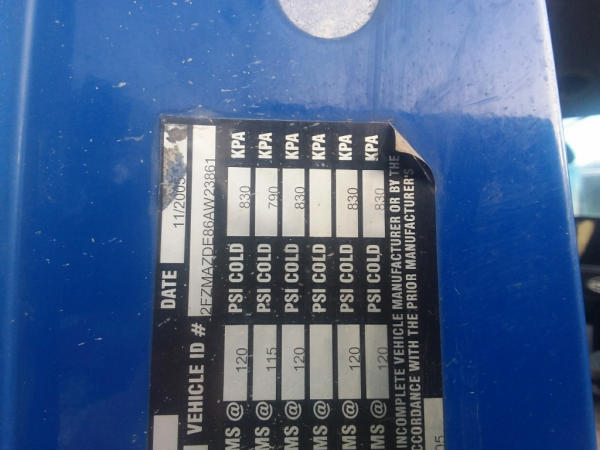 DATE 11/2005
VEHICLE ID # 2FZMAZDE86AW23861
MS @ 120 PSI COLD 830 KPA
MS @ 115 PSI COLD 790 KPA
MS @ 120 PSI COLD 830 KPA
MS @ PSI COLD KPA
MS @ 120 PSI COLD 830 KPA
MS @ 120 PSI COLD 830 KPA
INCOMPLETE VEHICLE MANUFACTURER OR BY THE
CCORDANCE WITH THE PRIOR MANUFACTURER'S
05